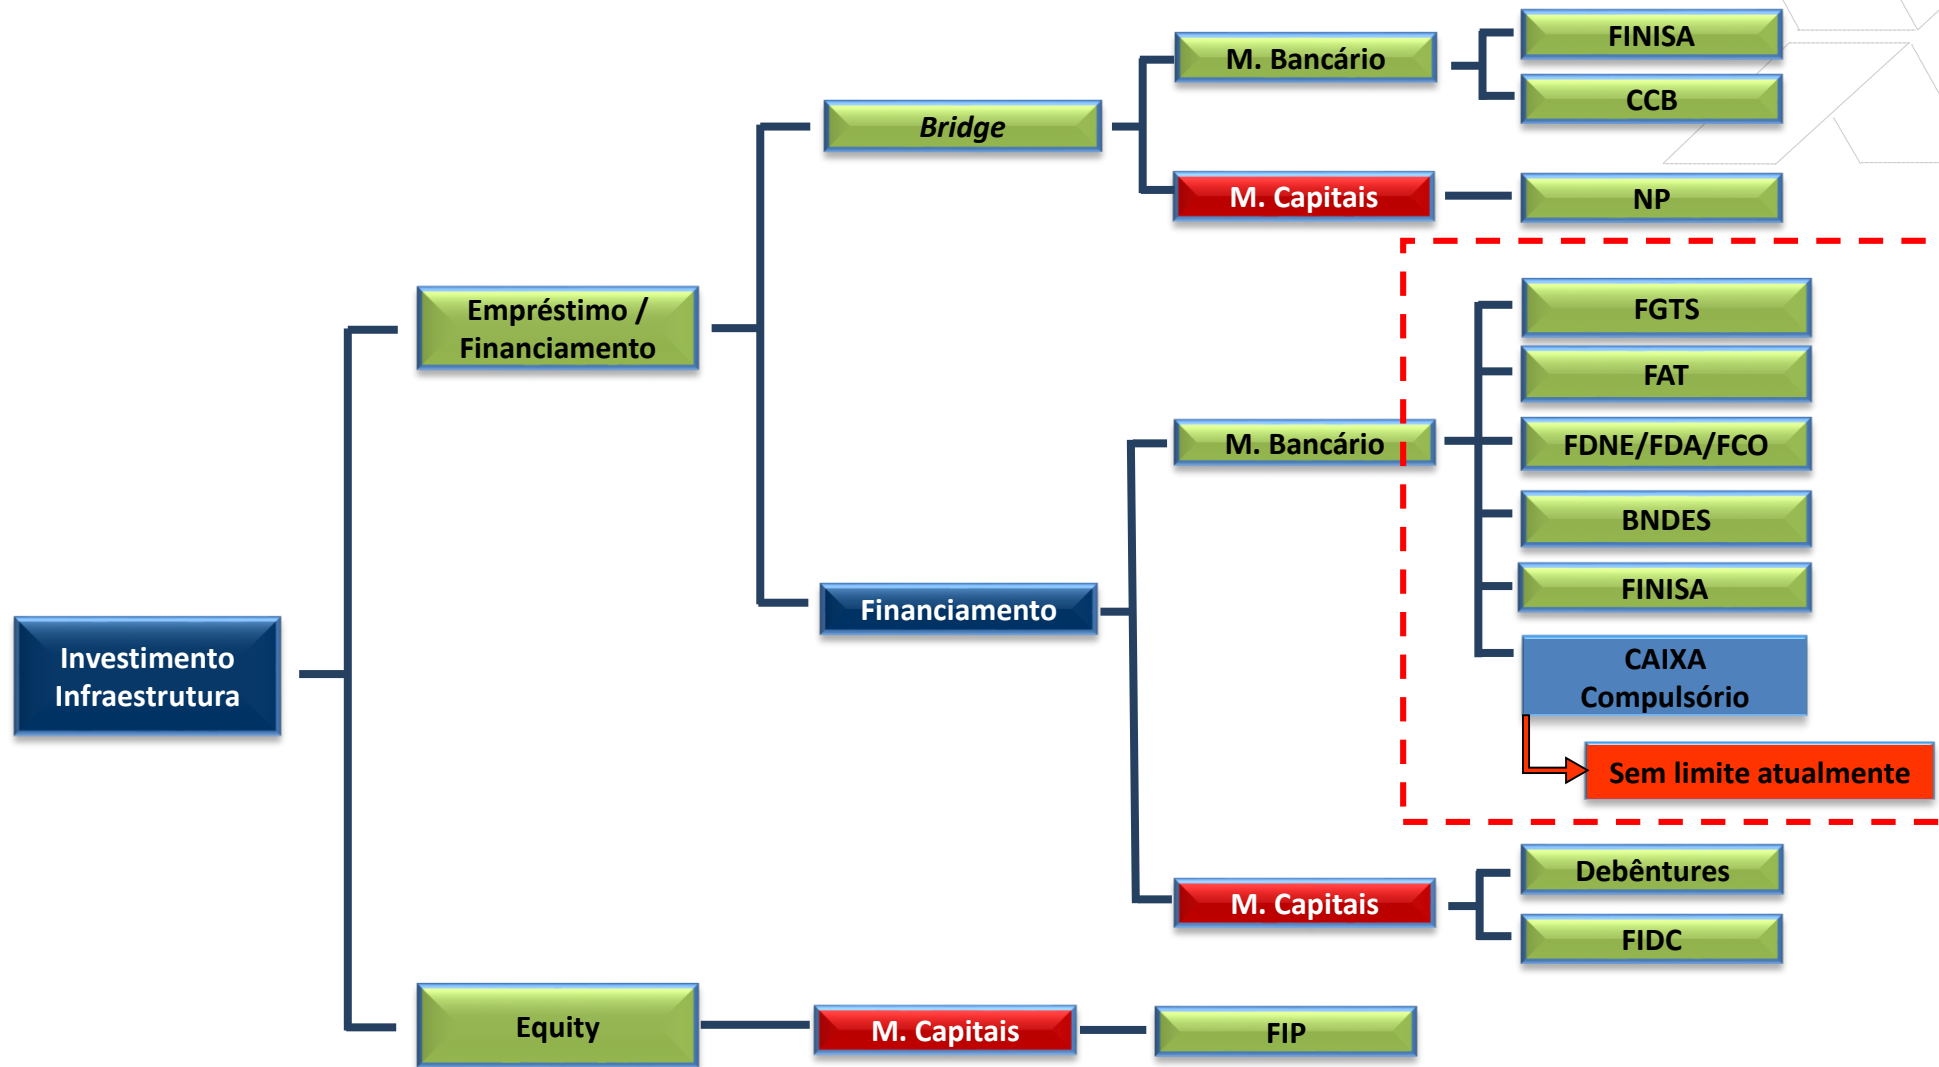 FINISA
M. Bancário
CCB
Bridge
M. Capitais
NP
Empréstimo /
Financiamento
FGTS
FAT
M. Bancário
FDNE/FDA/FCO
BNDES
FINISA
Financiamento
CAIXA
Compulsório
Investimento
Infraestrutura
Sem limite atualmente
Debêntures
M. Capitais
FIDC
Equity
M. Capitais
FIP